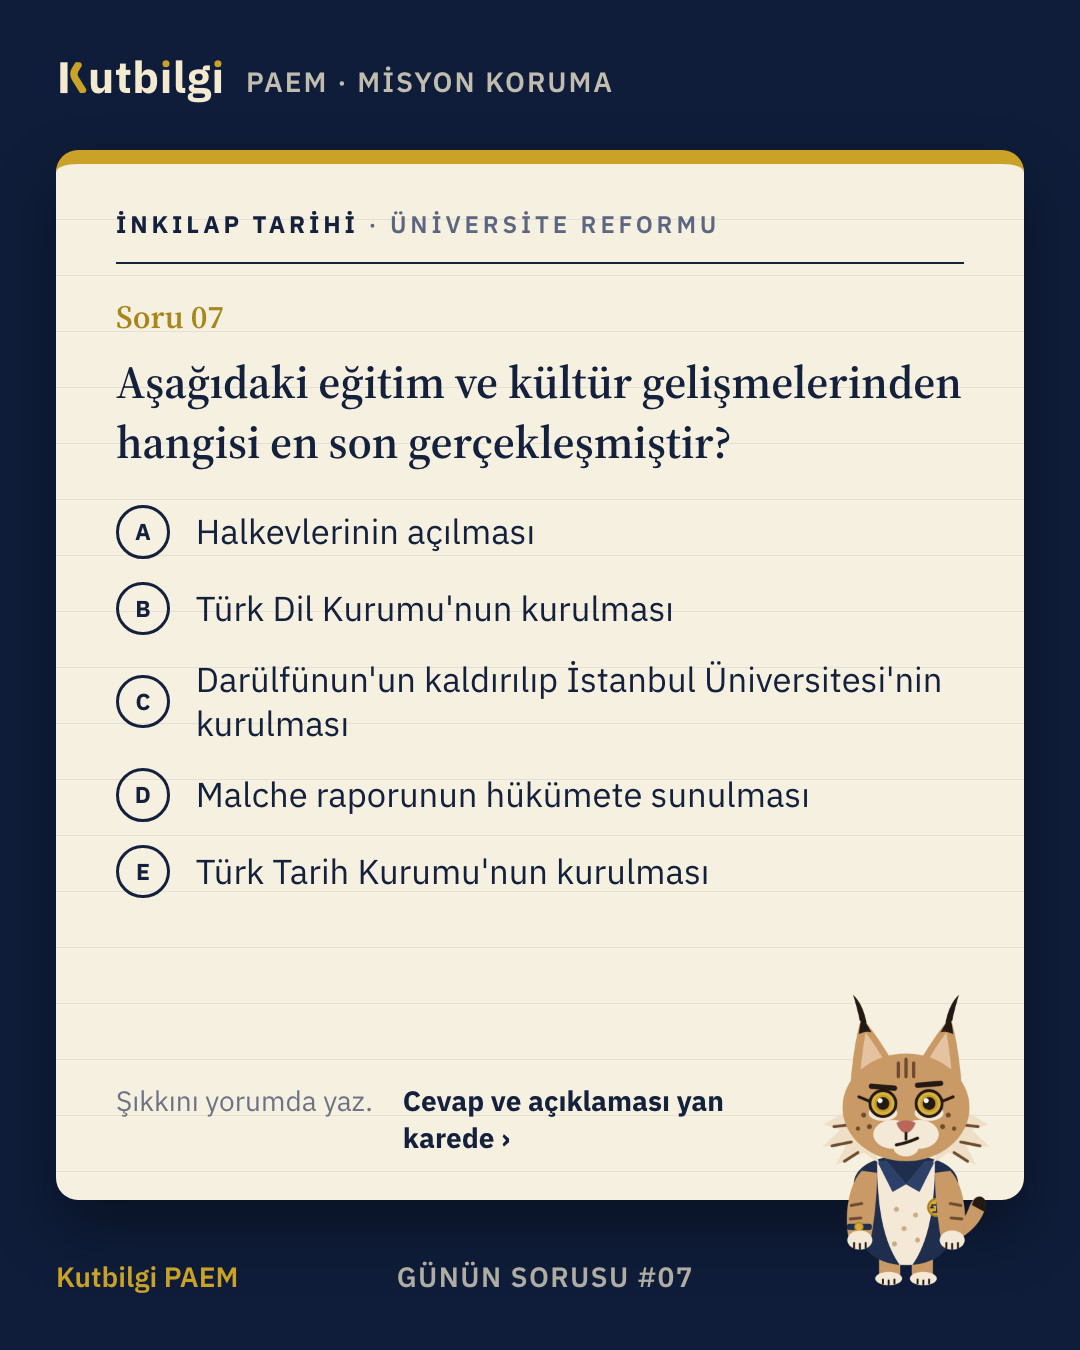 Kutbilgi PAEM · MİSYON KORUMA
İNKILAP TARİHİ · ÜNİVERSİTE REFORMU
Soru 07
Aşağıdaki eğitim ve kültür gelişmelerinden
hangisi en son gerçekleşmiştir?
A Halkevlerinin açılması
B Türk Dil Kurumu'nun kurulması
C Darülfünun'un kaldırılıp İstanbul Üniversitesi'nin
kurulması
D Malche raporunun hükümete sunulması
E Türk Tarih Kurumu'nun kurulması
Şıkkını yorumda yaz. Cevap ve açıklaması yan
karede ›
Kutbilgi PAEM GÜNÜN SORUSU #07